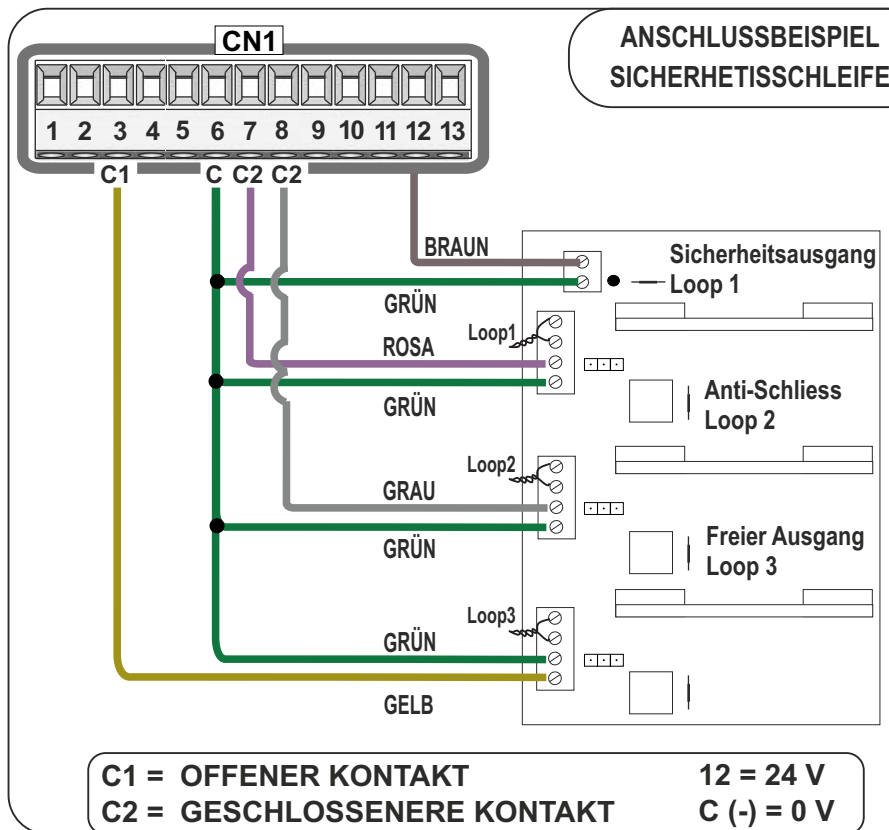 CN1
ANSCHLUSSBEISPIEL
SICHERHETISSCHLEIFE
1 2 3 4 5 6 7 8 9 10 11 12 13
C1 C C2 C2
BRAUN
Sicherheitsausgang
Loop 1
GRÜN
Loop1
ROSA
GRÜN
Anti-Schliess
Loop 2
Loop2
GRAU
GRÜN
Freier Ausgang
Loop 3
Loop3
GRÜN
GELB
C1 = OFFENER KONTAKT 12 = 24 V
C2 = GESCHLOSSENERE KONTAKT C (-) = 0 V